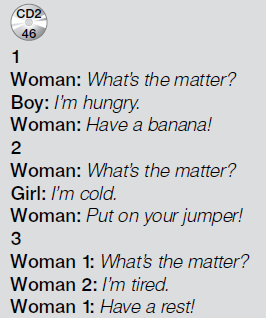 CD2
46
1
Woman: What's the matter?
Boy: I'm hungry.
Woman: Have a banana!
2
Woman: What's the matter?
Girl: I'm cold.
Woman: Put on your jumper!
3
Woman 1: What's the matter?
Woman 2: I'm tired.
Woman 1: Have a rest!